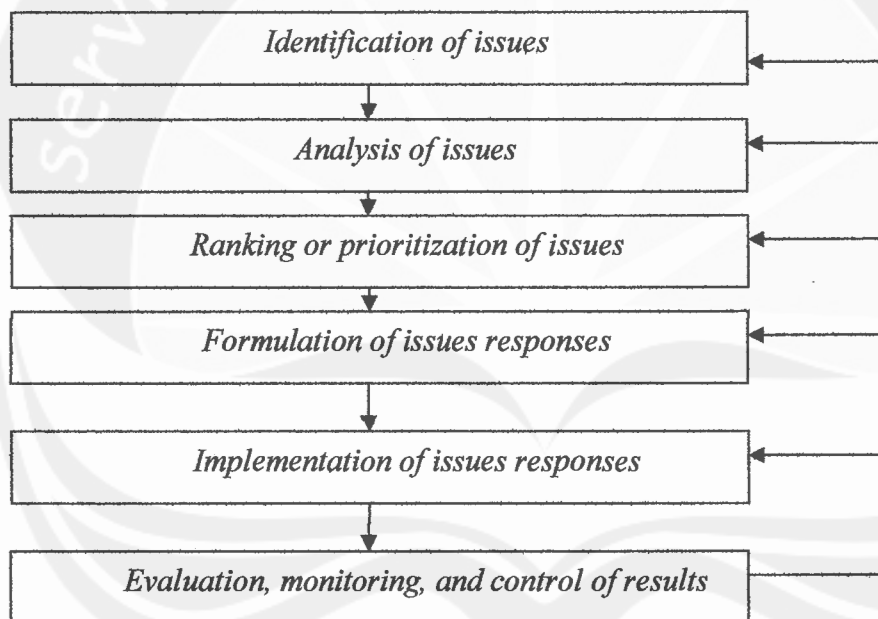 serv
Identification of issues
Analysis of issues
Ranking or prioritization of issues
Formulation of issues responses
Implementation of issues responses
Evaluation, monitoring, and control of results